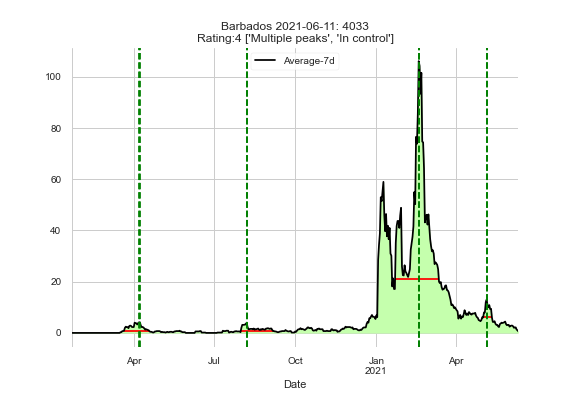 Barbados 2021-06-11: 4033
Rating:4 ['Multiple peaks', 'In control']
Average-7d
100
80
60
40
20
0
Apr
Jul
Oct
Jan
2021
Apr
Date